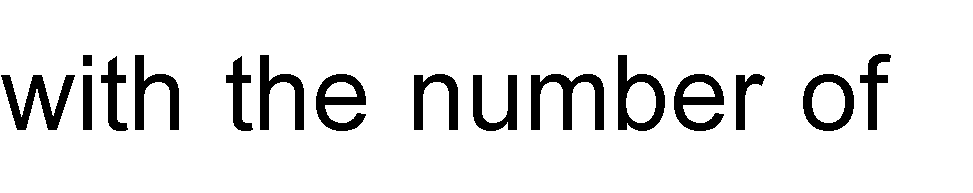 with the number of